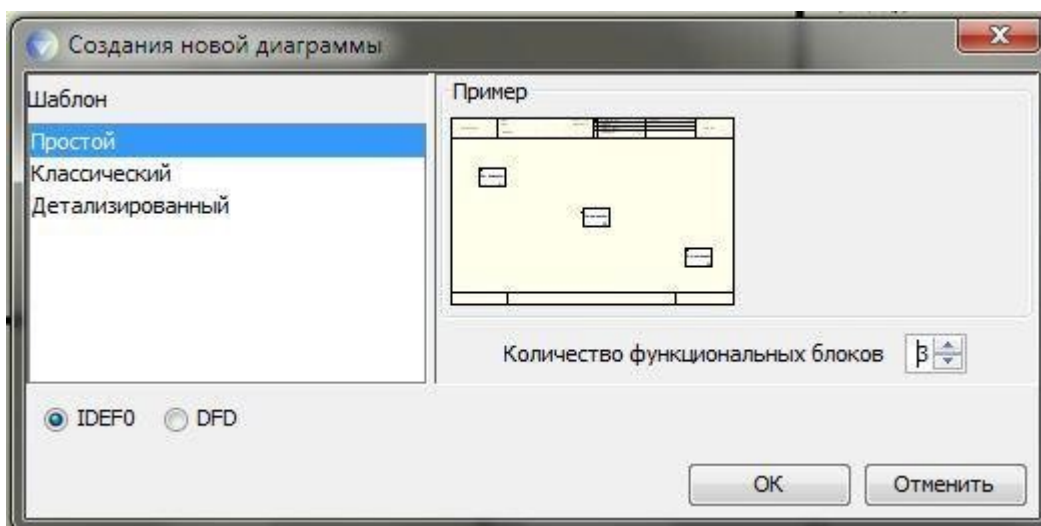 Создания новой диаграммы
Шаблон
Простой
Классический
Детализированный
Пример
Количество функциональных блоков 3
IDEF0 DFD
OK Отменить